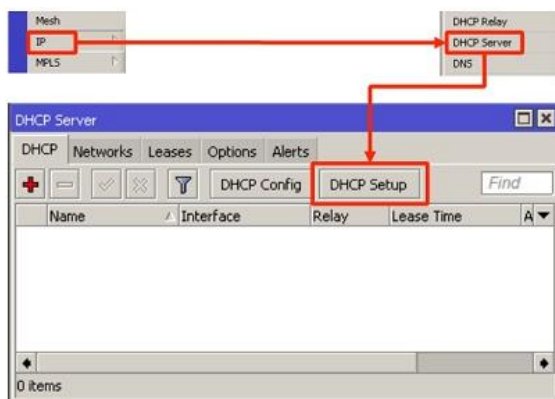 Mesh
IP
MPLS
DHCP Relay
DHCP Server
DNS
DHCP Server
DHCP Networks Leases Options Alerts
DHCP Config DHCP Setup Find
Name Interface Relay Lease Time A
0 items